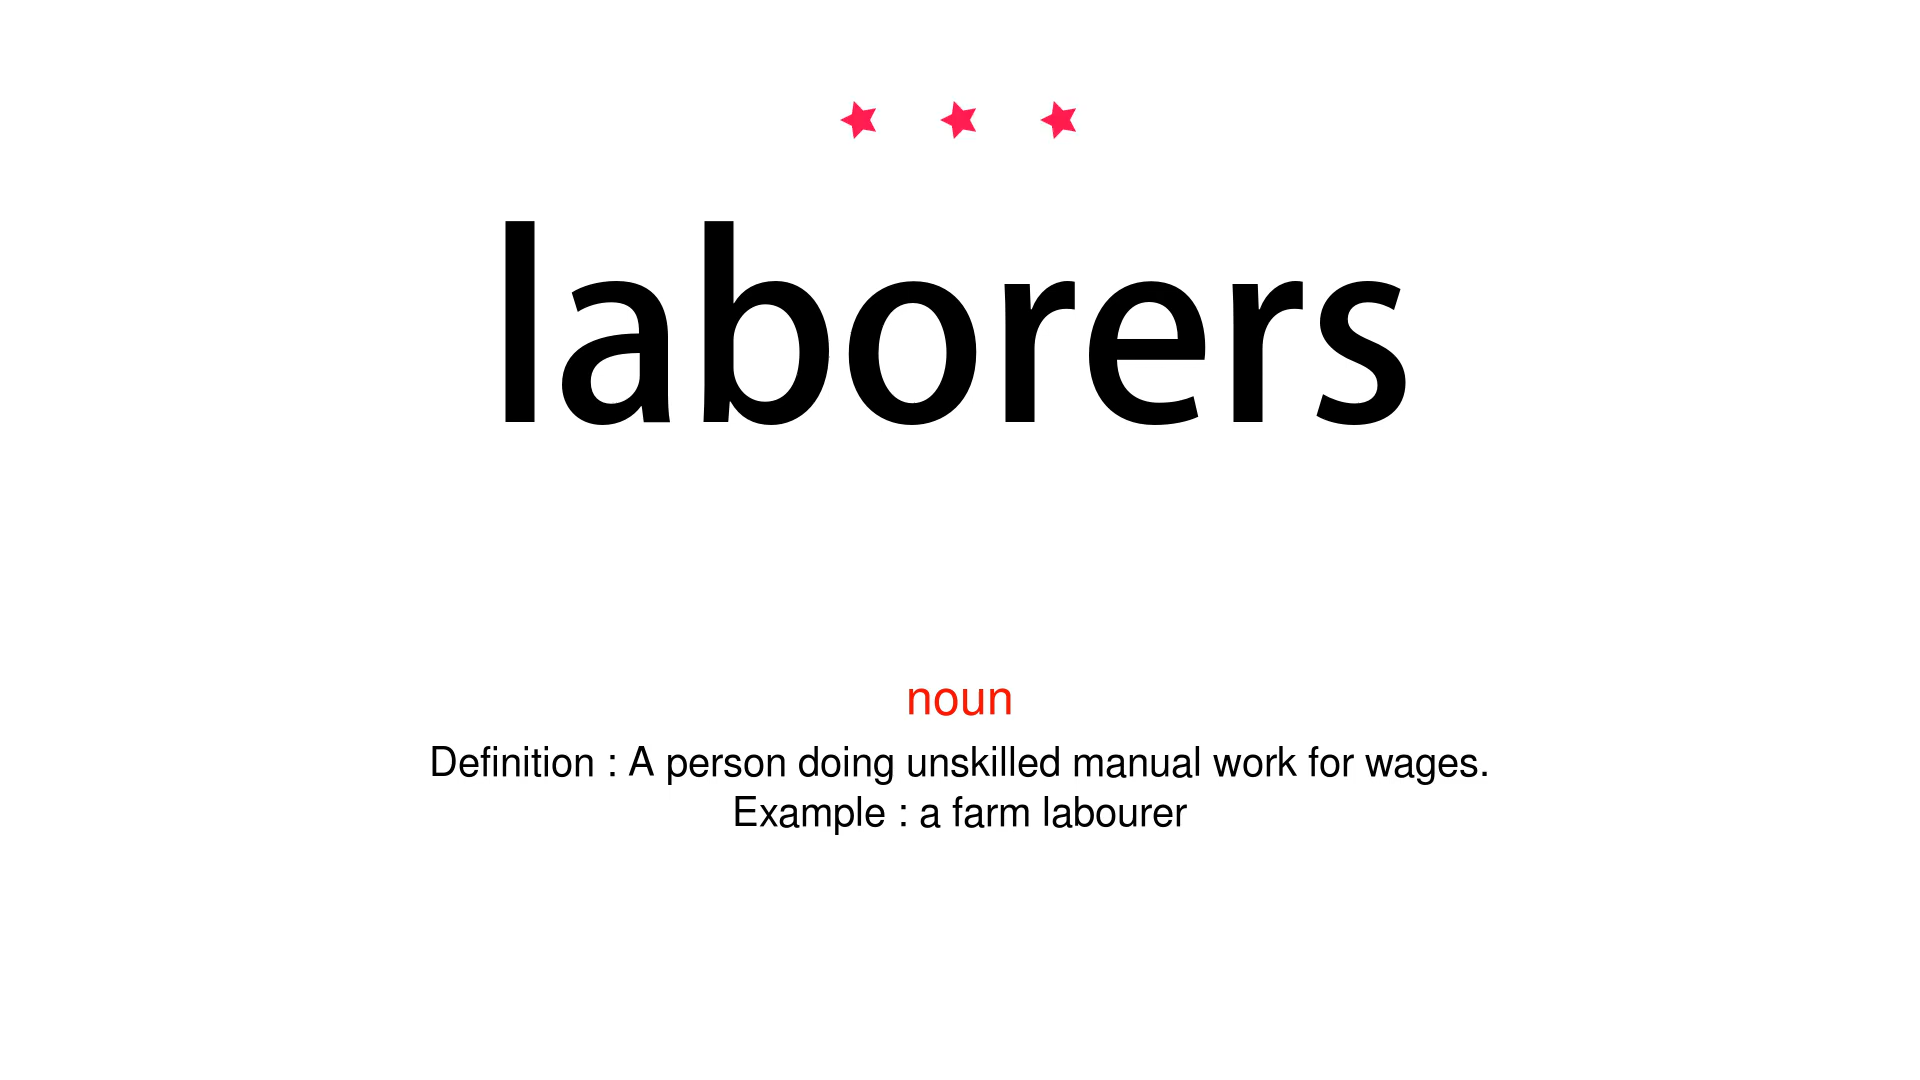 laborers
noun
Definition : A person doing unskilled manual work for wages.
Example : a farm labourer